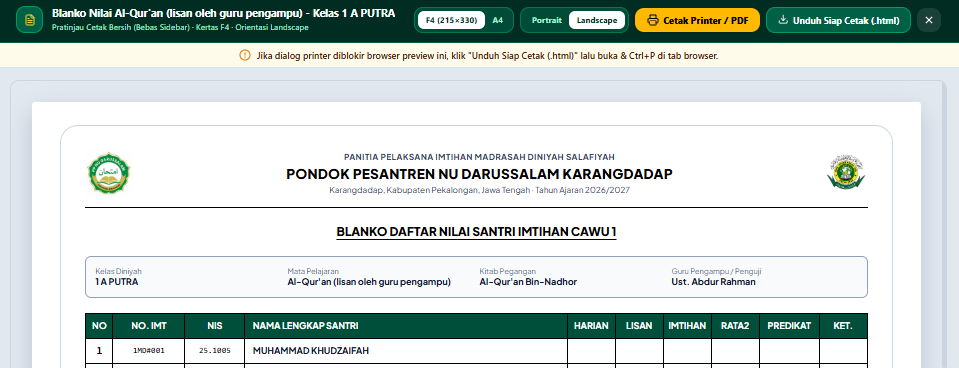 Blanko Nilai Al-Qur'an (lisan oleh guru pengampu) - Kelas 1 A PUTRA
Pratinjau Cetak Bersih (Bebas Sidebar) · Kertas F4 · Orientasi Landscape
F4 (215×330) A4 Portrait Landscape Cetak Printer / PDF Unduh Siap Cetak (.html)
Jika dialog printer diblokir browser preview ini, klik "Unduh Siap Cetak (.html)" lalu buka & Ctrl+P di tab browser.
PANITIA PELAKSANA IMTIHAN MADRASAH DINIYAH SALAFIYAH
PONDOK PESANTREN NU DARUSSALAM KARANGDADAP
Karangdadap, Kabupaten Pekalongan, Jawa Tengah · Tahun Ajaran 2026/2027
امتحان
BLANKO DAFTAR NILAI SANTRI IMTIHAN CAWU 1
Kelas Diniyah Mata Pelajaran Kitab Pegangan Guru Pengampu / Penguji
1 A PUTRA Al-Qur'an (lisan oleh guru pengampu) Al-Qur'an Bin-Nadhor Ust. Abdur Rahman
NO NO. IMT NIS NAMA LENGKAP SANTRI HARIAN LISAN IMTIHAN RATA2 PREDIKAT KET.
1 1MD#001 25.1005 MUHAMMAD KHUDZAIFAH